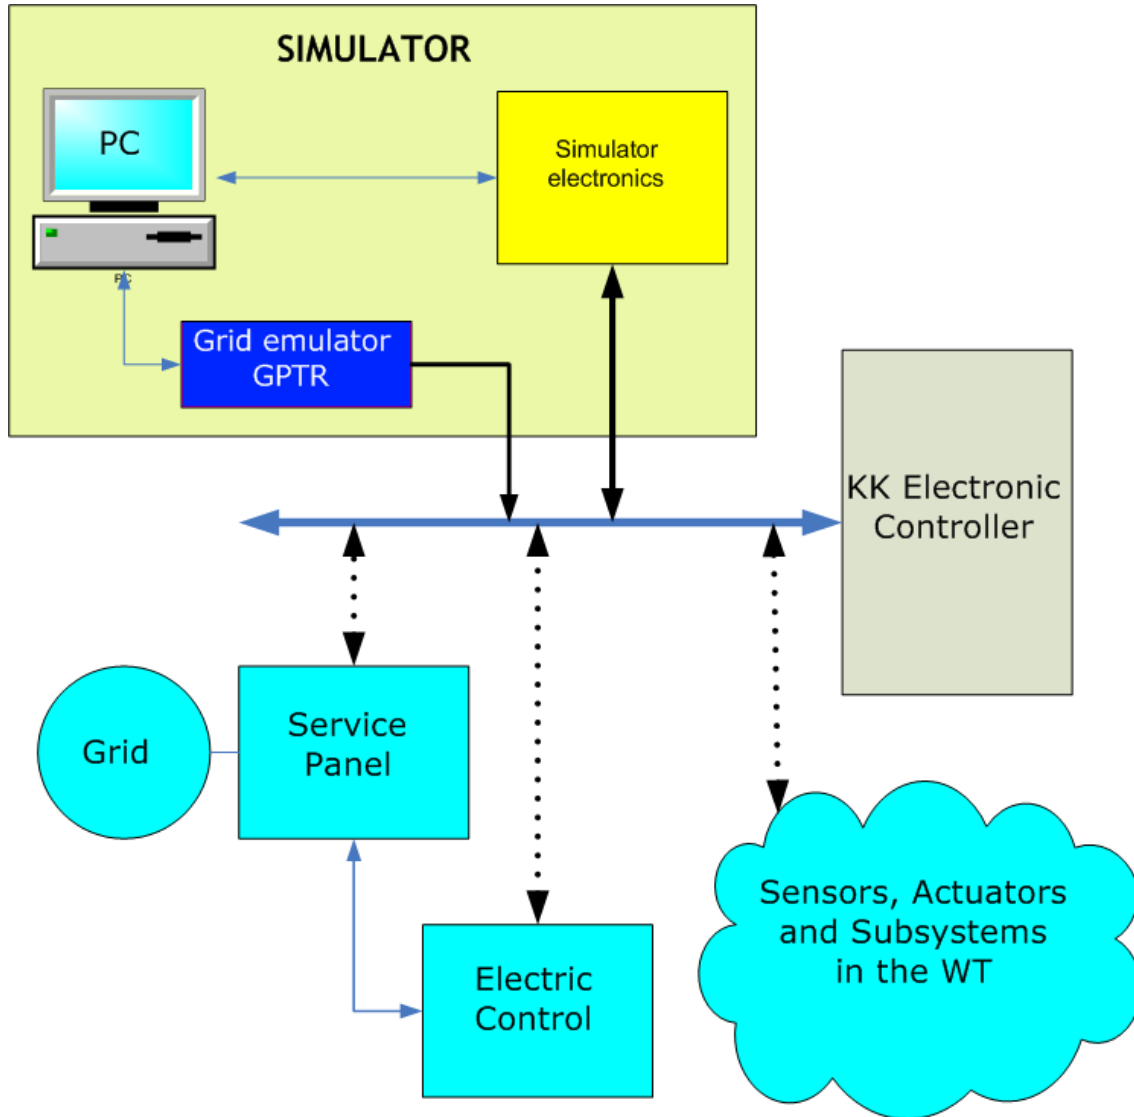 SIMULATOR
PC
Simulator
electronics
PC
Grid emulator
GPTR
KK Electronic
Controller
Service
Panel
Grid
Sensors, Actuators
and Subsystems
in the WT
Electric
Control